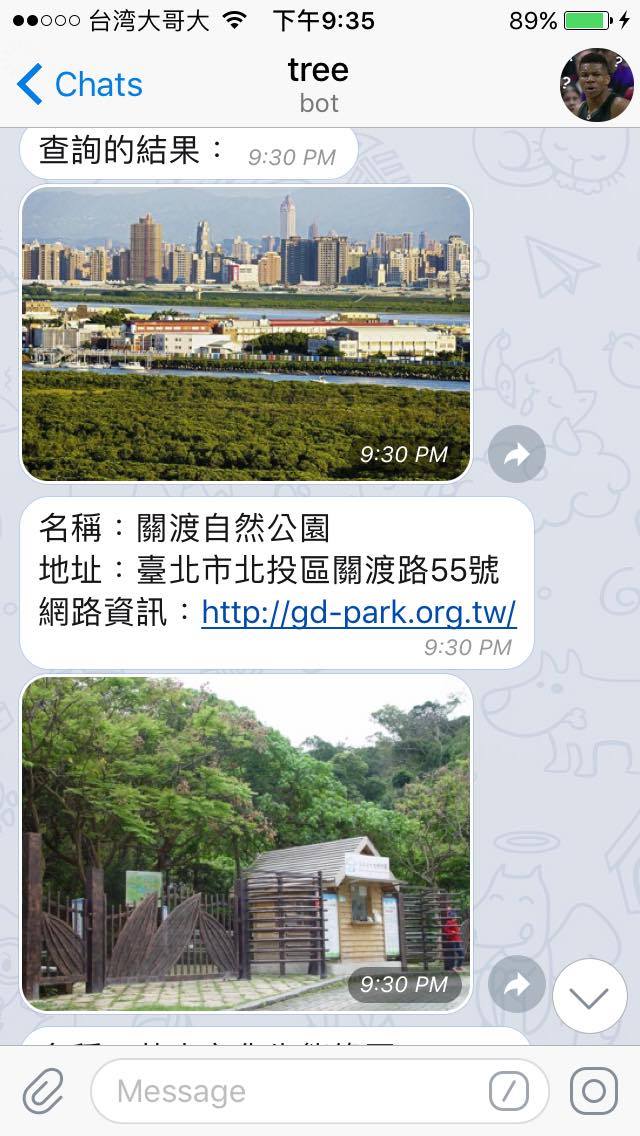 台湾大哥大
下午9:35
89%
Chats
tree
bot
查詢的結果：
9:30 PM
9:30 PM
名稱：關渡自然公園
地址：臺北市北投區關渡路55號
網路資訊：http://gd-park.org.tw/
9:30 PM
9:30 PM
Message